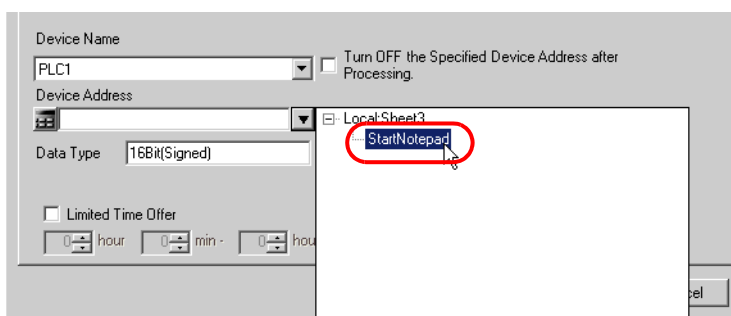 Device Name
PLC1
Turn OFF the Specified Device Address after
Processing.
Device Address
Local:Sheet3
StartNotepad
Data Type 16Bit(Signed)
Limited Time Offer
0 hour 0 min - 0 hou
cel